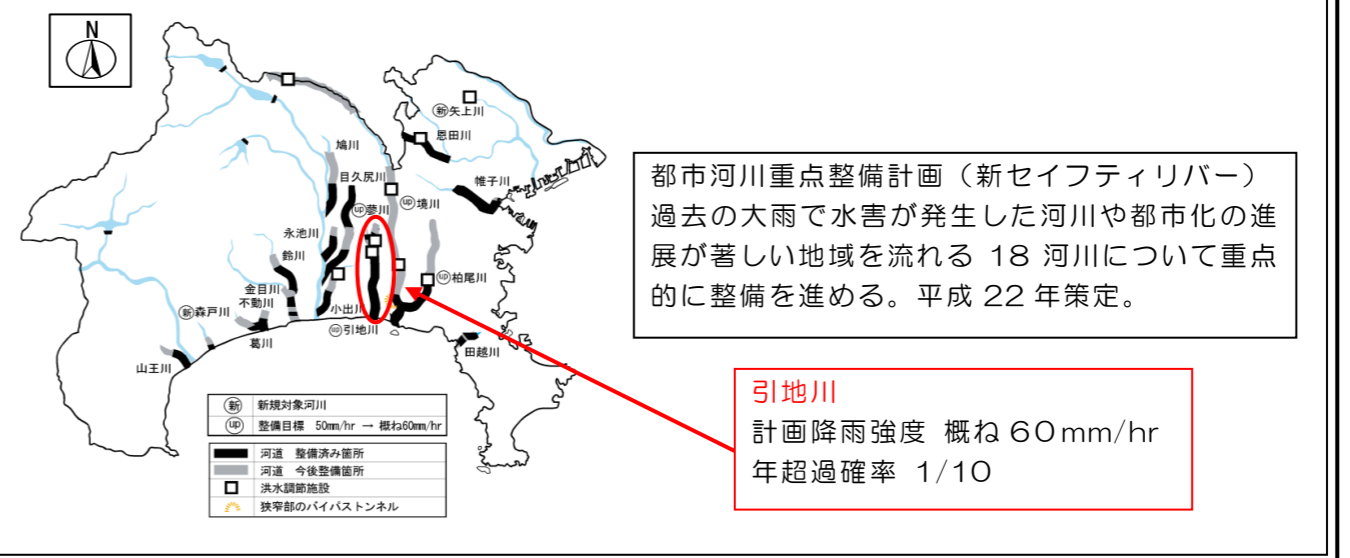 N
新矢上川
恩田川
鳩川
目久尻川
帷子川
up蓼川
up境川
永池川
鈴川
up柏尾川
金目川
不動川
小出川
新森戸川
up引地川
葛川
田越川
山王川
新 新規対象河川
up 整備目標 50mm/hr → 概ね60mm/hr
河道 整備済み箇所
河道 今後整備箇所
洪水調節施設
狭窄部のバイパストンネル
都市河川重点整備計画（新セイフティリバー）
過去の大雨で水害が発生した河川や都市化の進
展が著しい地域を流れる 18 河川について重点
的に整備を進める。平成 22 年策定。
引地川
計画降雨強度 概ね 60mm/hr
年超過確率 1/10